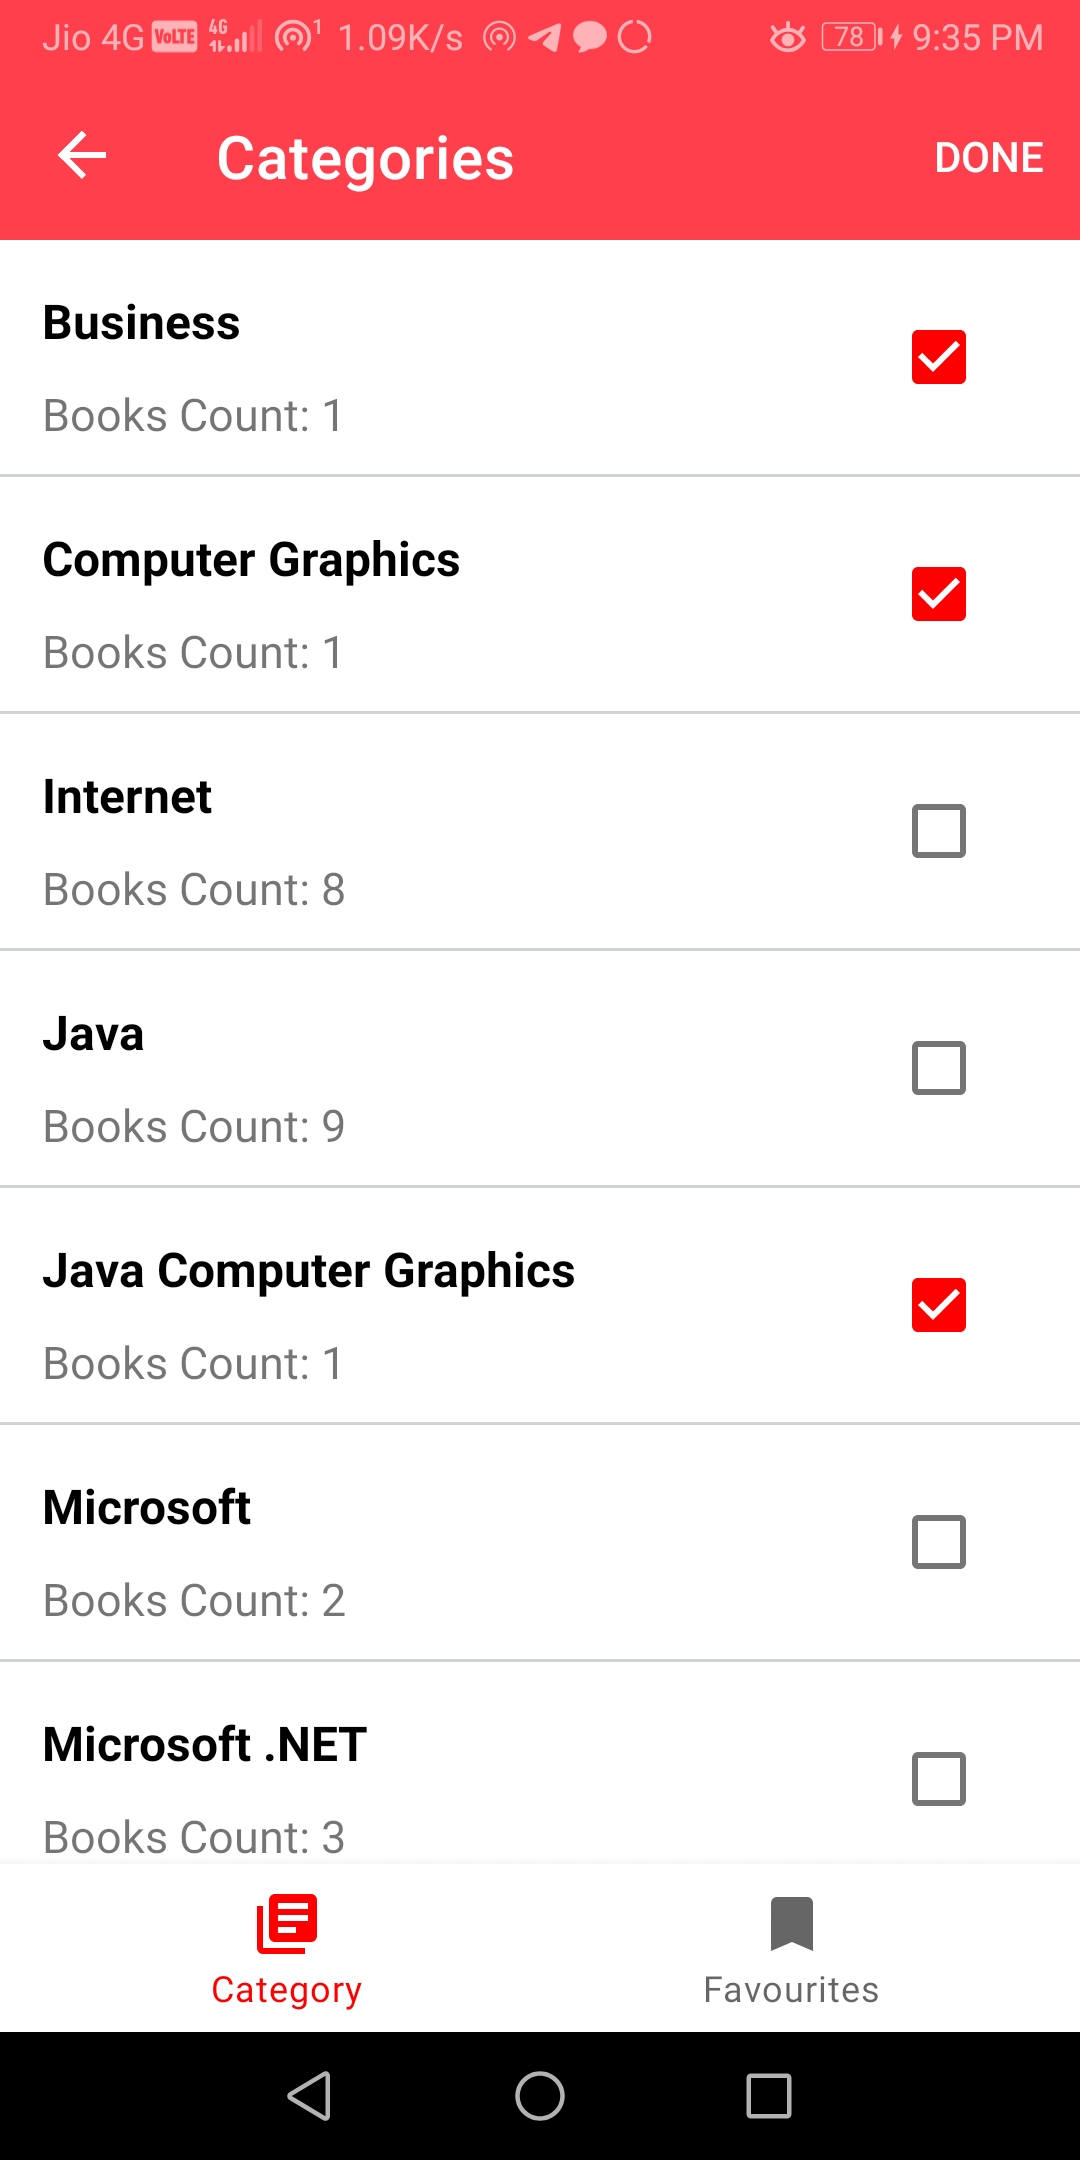 Jio 4G VoLTE 4G 1 1.09K/s 78 9:35 PM
Categories DONE
Business
Books Count: 1
Computer Graphics
Books Count: 1
Internet
Books Count: 8
Java
Books Count: 9
Java Computer Graphics
Books Count: 1
Microsoft
Books Count: 2
Microsoft .NET
Books Count: 3
Category Favourites